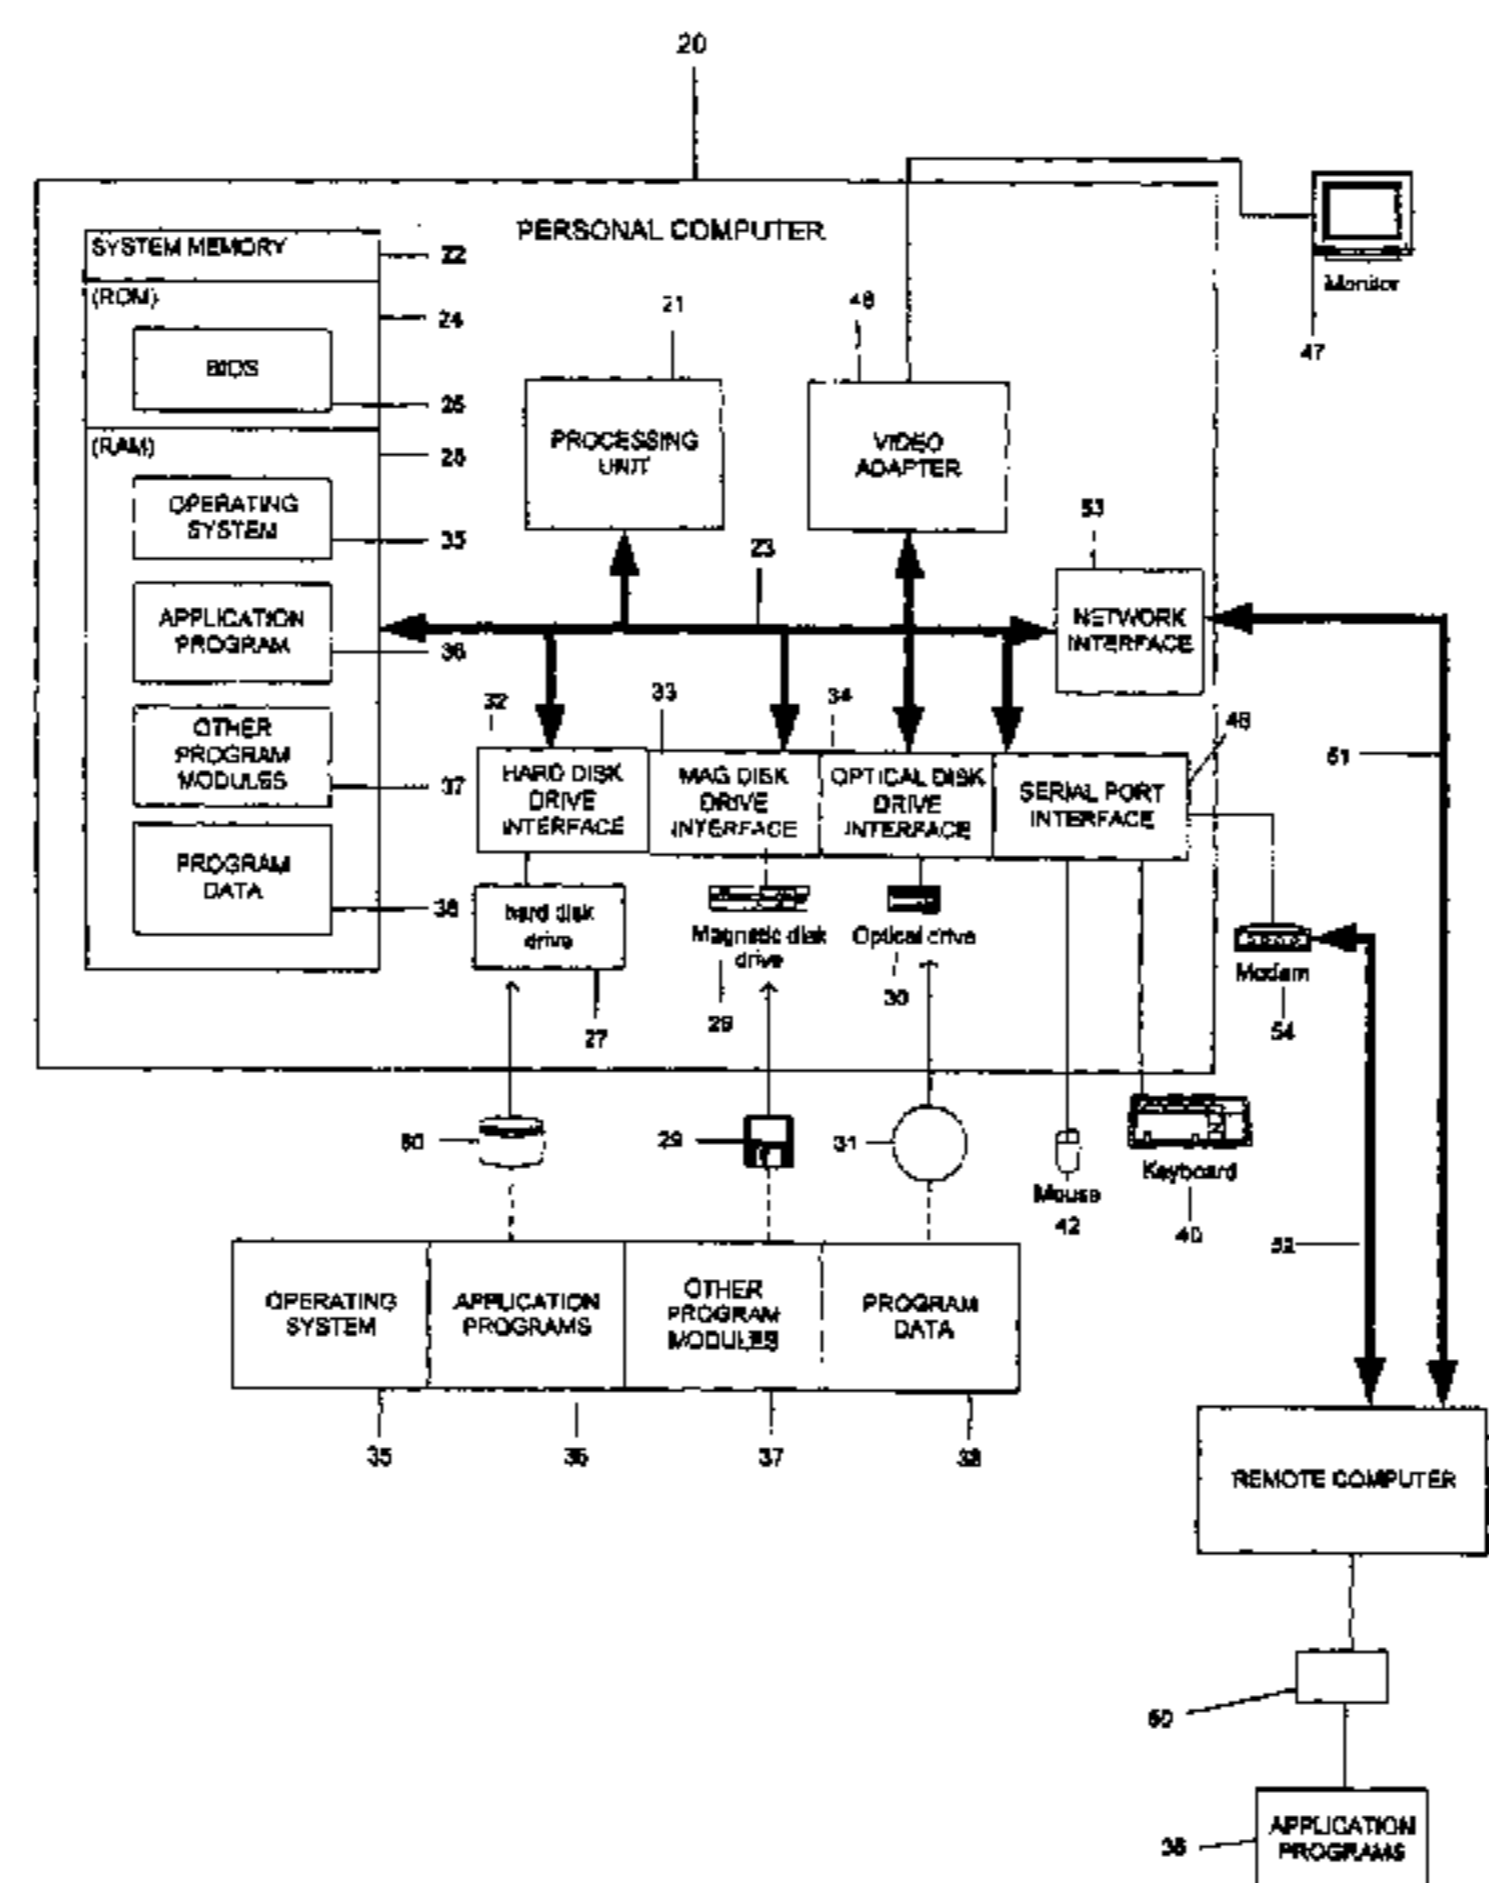 20
PERSONAL COMPUTER
SYSTEM MEMORY
22
(ROM)
24
BIOS
26
(RAM)
25
OPERATING
SYSTEM
35
APPLICATION
PROGRAM
36
OTHER
PROGRAM
MODULES
37
PROGRAM
DATA
38
21
PROCESSING
UNIT
48
VIDEO
ADAPTER
Monitor
47
23
53
NETWORK
INTERFACE
32
HARD DISK
DRIVE
INTERFACE
33
MAG DISK
DRIVE
INTERFACE
34
OPTICAL DISK
DRIVE
INTERFACE
SERIAL PORT
INTERFACE
46
51
hard disk
drive
27
Magnetic disk
drive
28
Optical drive
30
Modem
54
60
29
31
Mouse
42
Keyboard
40
52
OPERATING
SYSTEM
35
APPLICATION
PROGRAMS
36
OTHER
PROGRAM
MODULES
37
PROGRAM
DATA
38
REMOTE COMPUTER
50
APPLICATION
PROGRAMS
36